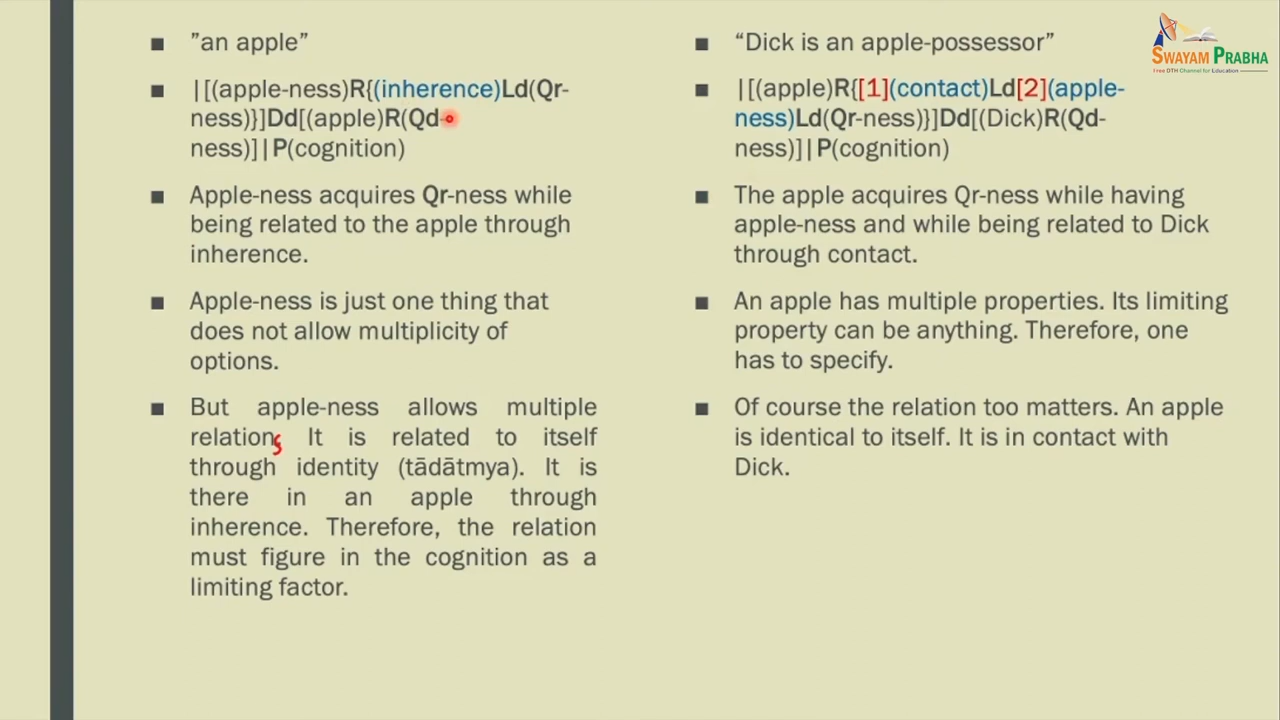 ”an apple”
|[(apple-ness)R{(inherence)Ld(Qr-
ness)}]Dd[(apple)R(Qd-
ness)]|P(cognition)
Apple-ness acquires Qr-ness while
being related to the apple through
inherence.
Apple-ness is just one thing that
does not allow multiplicity of
options.
But apple-ness allows multiple
relations It is related to itself
through identity (tādātmya). It is
there in an apple through
inherence. Therefore, the relation
must figure in the cognition as a
limiting factor.
“Dick is an apple-possessor”
|[(apple)R{[1](contact)Ld[2](apple-
ness)Ld(Qr-ness)}]Dd[(Dick)R(Qd-
ness)]|P(cognition)
The apple acquires Qr-ness while having
apple-ness and while being related to Dick
through contact.
An apple has multiple properties. Its limiting
property can be anything. Therefore, one
has to specify.
Of course the relation too matters. An apple
is identical to itself. It is in contact with
Dick.
SWAYAM PRABHA
Free DTH Channel for Education